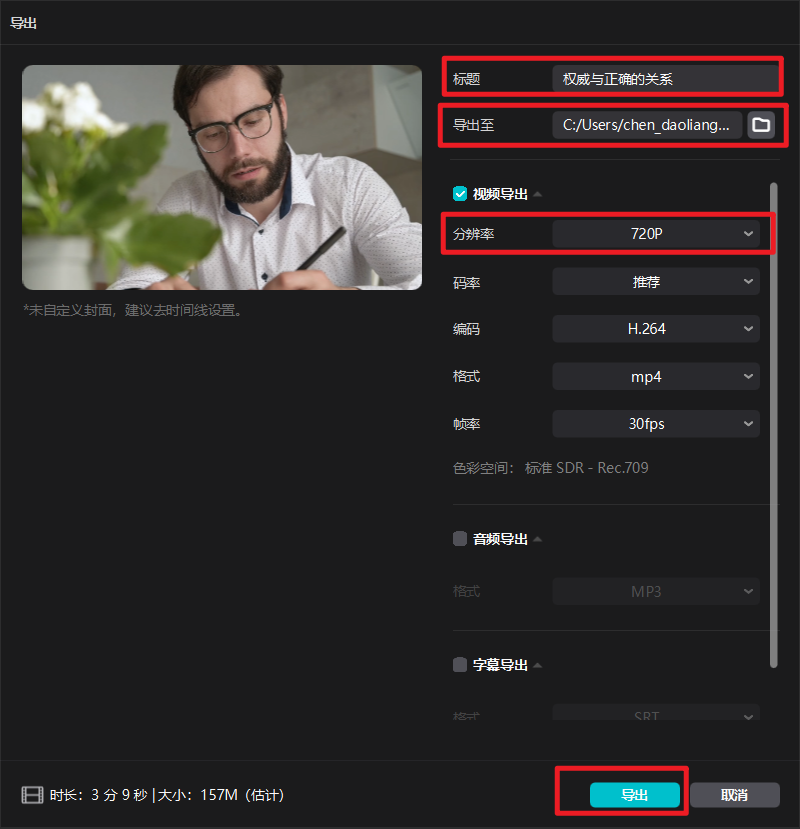 导出
标题 权威与正确的关系
导出至 C:/Users/chen_daoliang...
视频导出
分辨率 720P
码率 推荐
编码 H.264
格式 mp4
帧率 30fps
色彩空间： 标准 SDR - Rec.709
*未自定义封面，建议去时间线设置。
音频导出
格式 MP3
字幕导出
格式 SRT
时长：3 分 9 秒 | 大小：157M（估计）
导出 取消